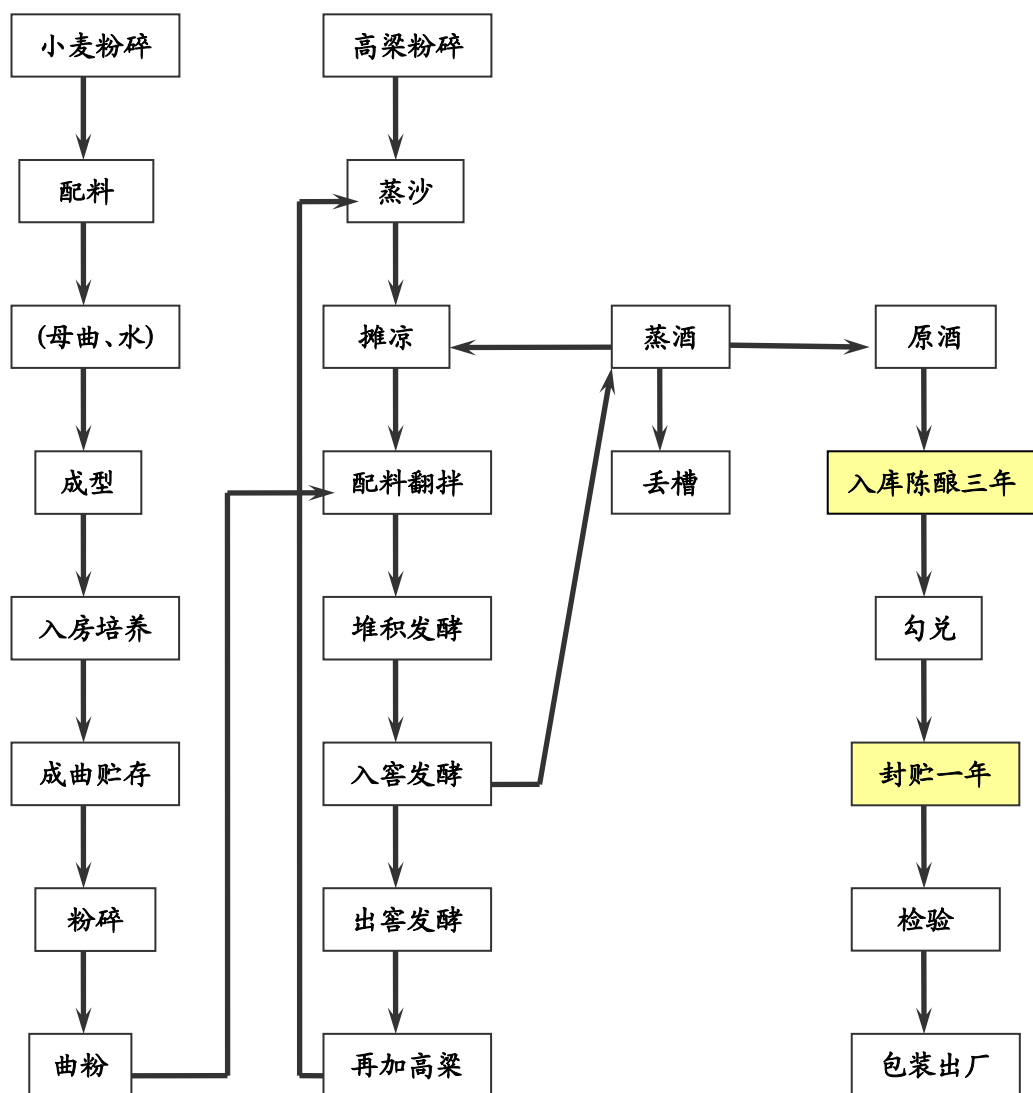 小麦粉碎
配料
(母曲、水)
成型
入房培养
成曲贮存
粉碎
曲粉
高梁粉碎
蒸沙
摊凉
配料翻拌
堆积发酵
入窖发酵
出窖发酵
再加高梁
蒸酒
丢槽
原酒
入库陈酿三年
勾兑
封贮一年
检验
包装出厂